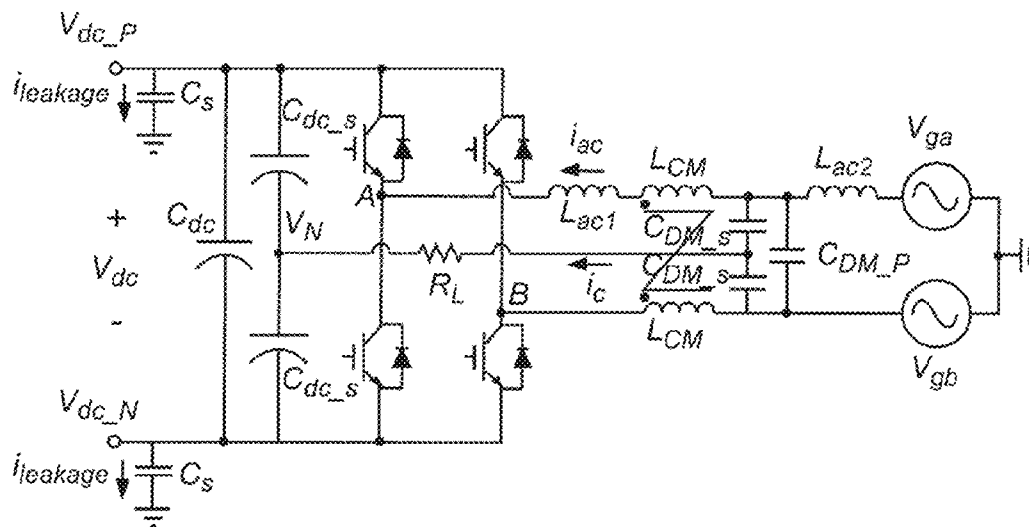 V_dc_P
i_leakage
C_s
C_dc_s
A
i_ac
L_CM
L_ac2
V_ga
L_ac1
C_DM_s
+
V_dc
-
C_dc
V_N
R_L
i_c
C_DM_s
C_DM_P
B
L_CM
V_gb
C_dc_s
V_dc_N
i_leakage
C_s